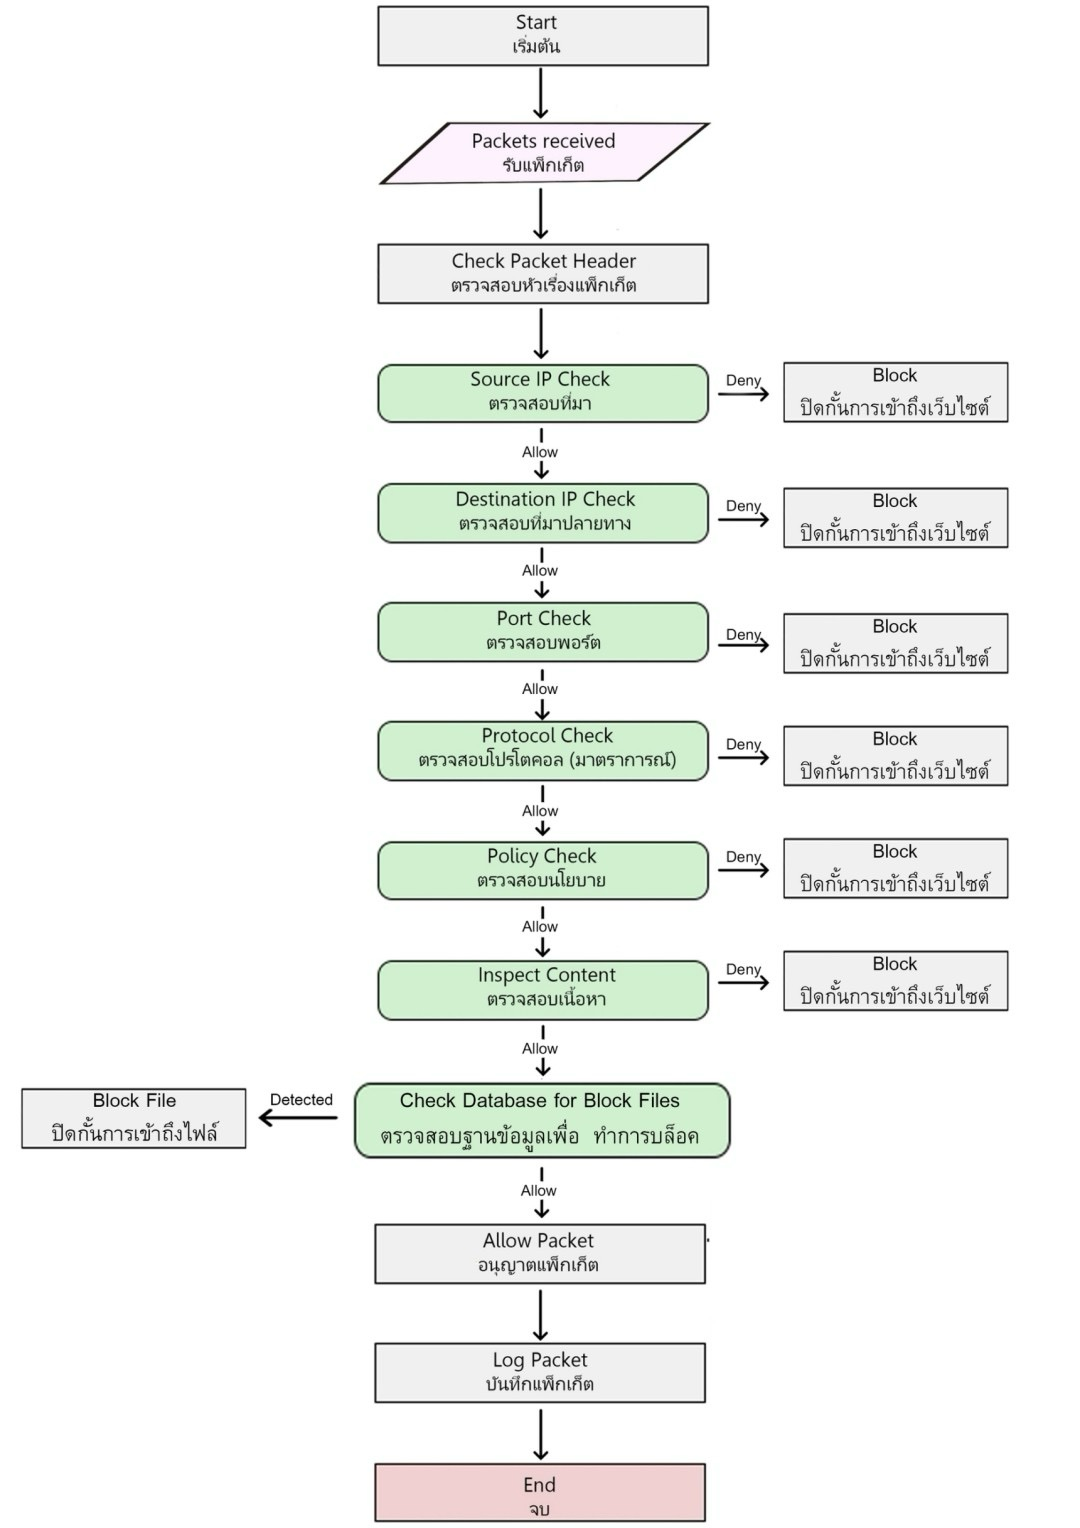 Start
เริ่มต้น
Packets received
รับแพ็กเก็ต
Check Packet Header
ตรวจสอบหัวเรื่องแพ็กเก็ต
Source IP Check
ตรวจสอบที่มา
Deny
Block
ปิดกั้นการเข้าถึงเว็บไซต์
Allow
Destination IP Check
ตรวจสอบที่มาปลายทาง
Deny
Block
ปิดกั้นการเข้าถึงเว็บไซต์
Allow
Port Check
ตรวจสอบพอร์ต
Deny
Block
ปิดกั้นการเข้าถึงเว็บไซต์
Allow
Protocol Check
ตรวจสอบโปรโตคอล (มาตราการณ์)
Deny
Block
ปิดกั้นการเข้าถึงเว็บไซต์
Allow
Policy Check
ตรวจสอบนโยบาย
Deny
Block
ปิดกั้นการเข้าถึงเว็บไซต์
Allow
Inspect Content
ตรวจสอบเนื้อหา
Deny
Block
ปิดกั้นการเข้าถึงเว็บไซต์
Allow
Check Database for Block Files
ตรวจสอบฐานข้อมูลเพื่อ ทำการบล็อค
Detected
Block File
ปิดกั้นการเข้าถึงไฟล์
Allow
Allow Packet
อนุญาตแพ็กเก็ต
Log Packet
บันทึกแพ็กเก็ต
End
จบ